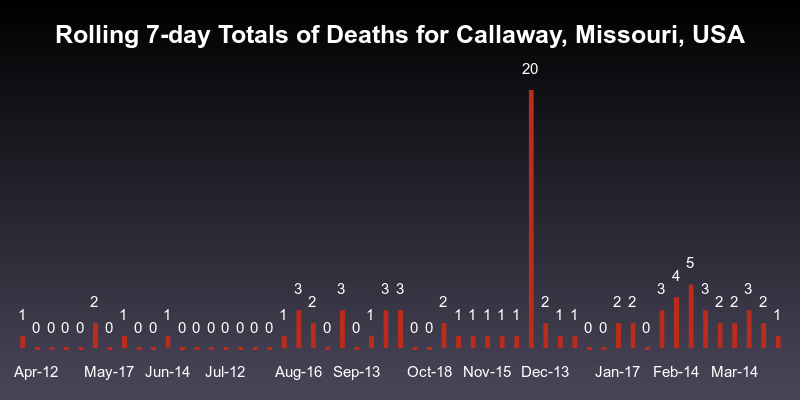 Rolling 7-day Totals of Deaths for Callaway, Missouri, USA
1 0 0 0 0 2 0 1 0 0 1 0 0 0 0 0 0 0 1 3 2 0 3 0 1 3 3 0 0 2 1 1 1 1 1 20 2 1 1 0 0 2 2 0 3 4 5 3 2 2 3 2 1
Apr-12 May-17 Jun-14 Jul-12 Aug-16 Sep-13 Oct-18 Nov-15 Dec-13 Jan-17 Feb-14 Mar-14